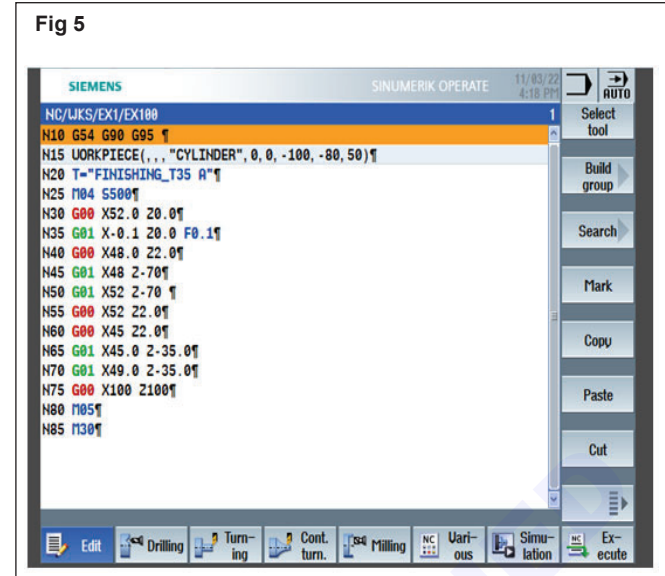 Fig 5
SIEMENS
SINUMERIK OPERATE
11/03/22
4:18 PM
AUTO
NC/WKS/EX1/EX100 1
N10 G54 G90 G95 ¶
N15 WORKPIECE(,,,"CYLINDER",0,0,-100,-80,50)¶
N20 T="FINISHING_T35 A"¶
N25 M04 S500¶
N30 G00 X52.0 Z0.0¶
N35 G01 X-0.1 Z0.0 F0.1¶
N40 G00 X48.0 Z2.0¶
N45 G01 X48 Z-70¶
N50 G01 X52 Z-70 ¶
N55 G00 X52 Z2.0¶
N60 G00 X45 Z2.0¶
N65 G01 X45.0 Z-35.0¶
N70 G01 X49.0 Z-35.0¶
N75 G00 X100 Z100¶
N80 M05¶
N85 M30¶
Select
tool
Build
group
Search
Mark
Copy
Paste
Cut
Edit
Drilling
Turn-
ing
Cont.
turn.
Milling
NC
Vari-
ous
Simu-
lation
NC
Ex-
ecute